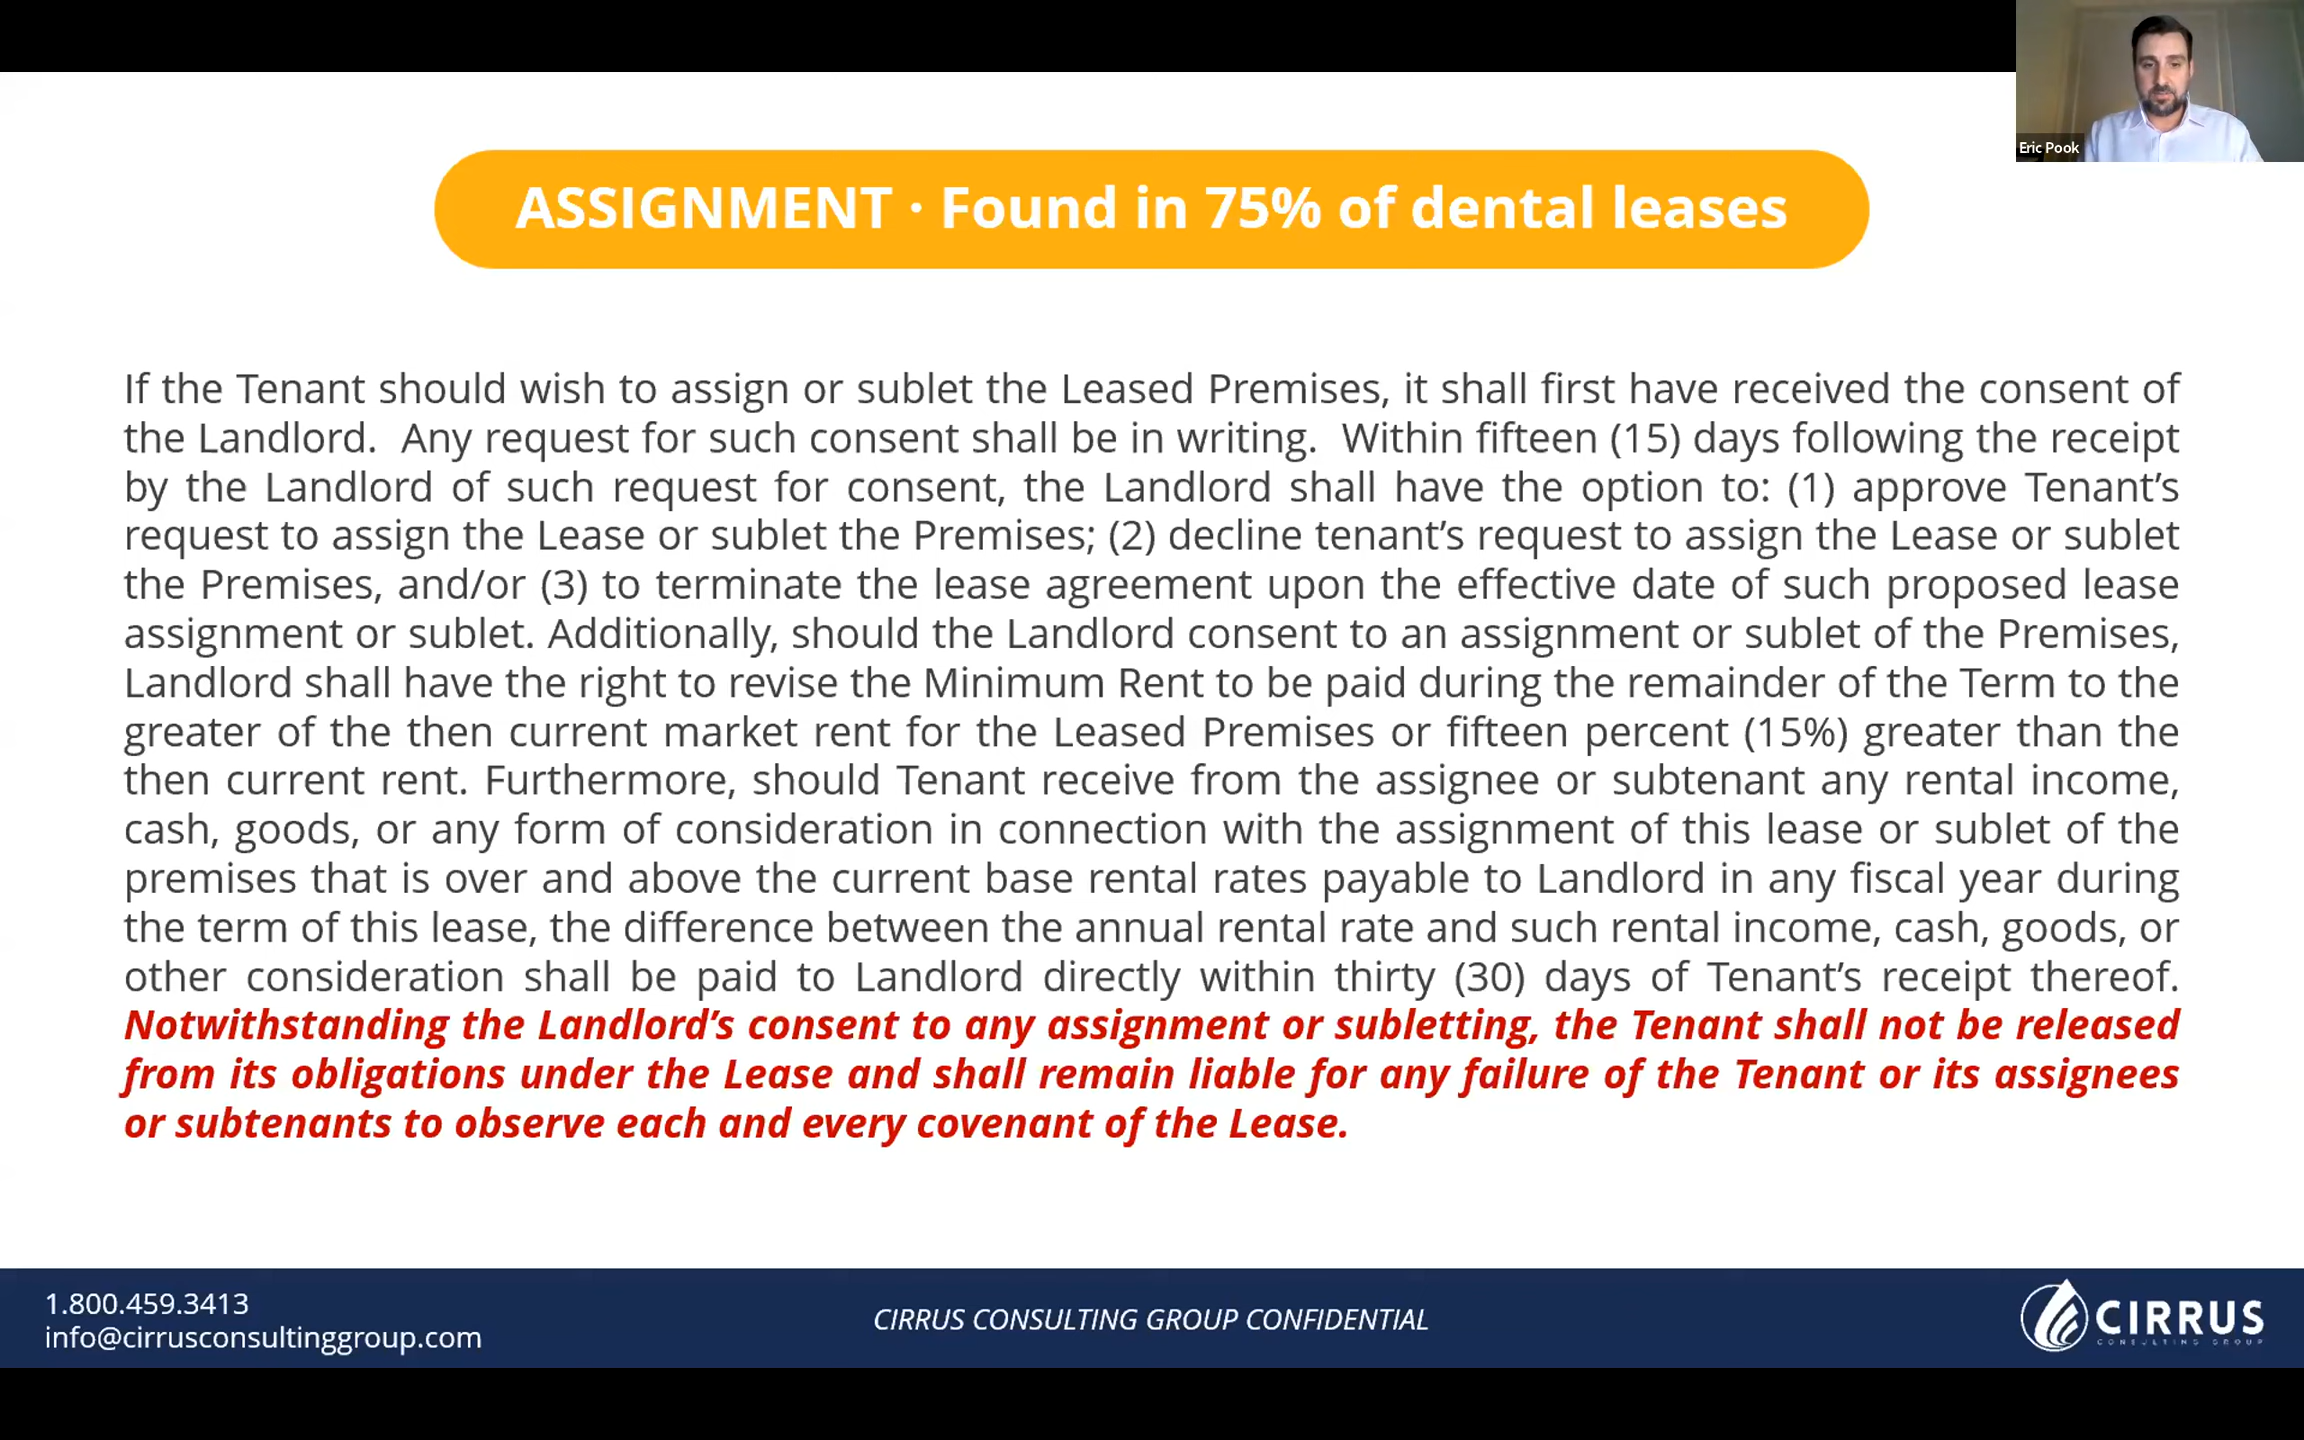 Eric Pook
ASSIGNMENT · Found in 75% of dental leases
If the Tenant should wish to assign or sublet the Leased Premises, it shall first have received the consent of
the Landlord.  Any request for such consent shall be in writing.  Within fifteen (15) days following the receipt
by the Landlord of such request for consent, the Landlord shall have the option to: (1) approve Tenant’s
request to assign the Lease or sublet the Premises; (2) decline tenant’s request to assign the Lease or sublet
the Premises, and/or (3) to terminate the lease agreement upon the effective date of such proposed lease
assignment or sublet. Additionally, should the Landlord consent to an assignment or sublet of the Premises,
Landlord shall have the right to revise the Minimum Rent to be paid during the remainder of the Term to the
greater of the then current market rent for the Leased Premises or fifteen percent (15%) greater than the
then current rent. Furthermore, should Tenant receive from the assignee or subtenant any rental income,
cash, goods, or any form of consideration in connection with the assignment of this lease or sublet of the
premises that is over and above the current base rental rates payable to Landlord in any fiscal year during
the term of this lease, the difference between the annual rental rate and such rental income, cash, goods, or
other consideration shall be paid to Landlord directly within thirty (30) days of Tenant’s receipt thereof.
Notwithstanding the Landlord’s consent to any assignment or subletting, the Tenant shall not be released
from its obligations under the Lease and shall remain liable for any failure of the Tenant or its assignees
or subtenants to observe each and every covenant of the Lease.
1.800.459.3413
info@cirrusconsultinggroup.com
CIRRUS CONSULTING GROUP CONFIDENTIAL
CIRRUS
CONSULTING GROUP